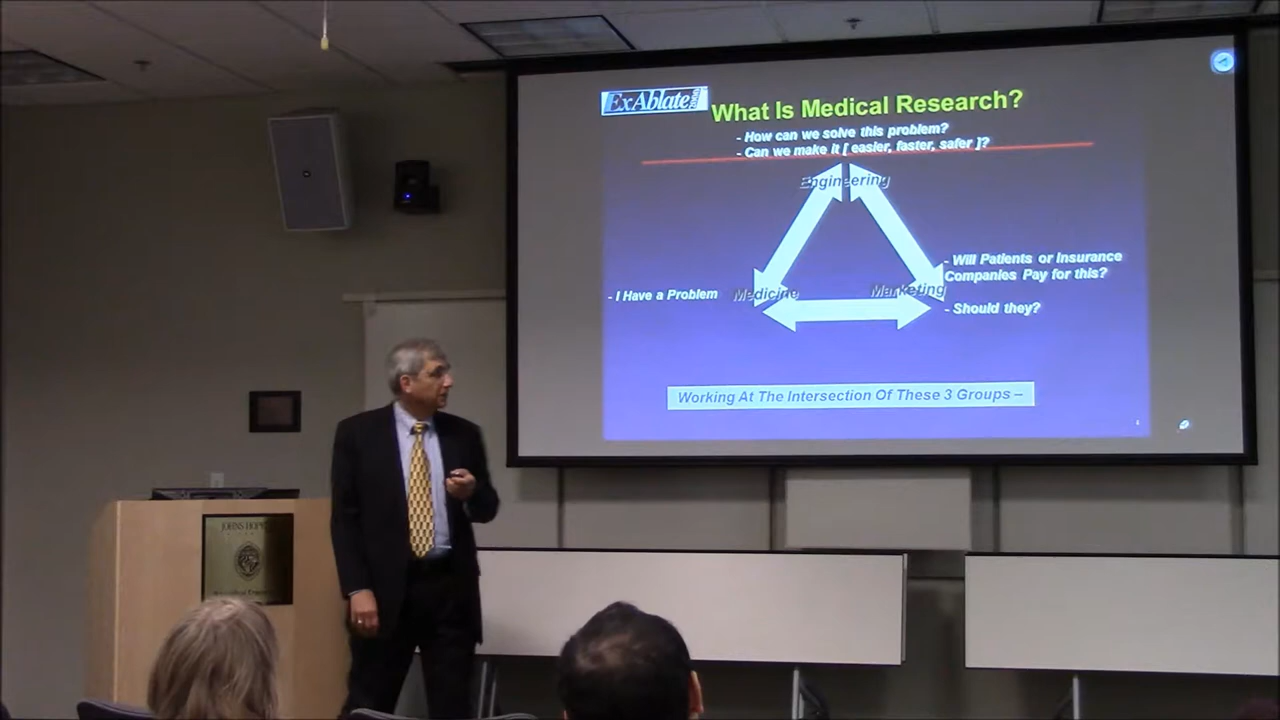 ExAblate
2000
What Is Medical Research?
- How can we solve this problem?
- Can we make it [ easier, faster, safer ]?
Engineering
- Will Patients or Insurance
Companies Pay for this?
- I Have a Problem
Medicine
Marketing
- Should they?
Working At The Intersection Of These 3 Groups –
JOHNS